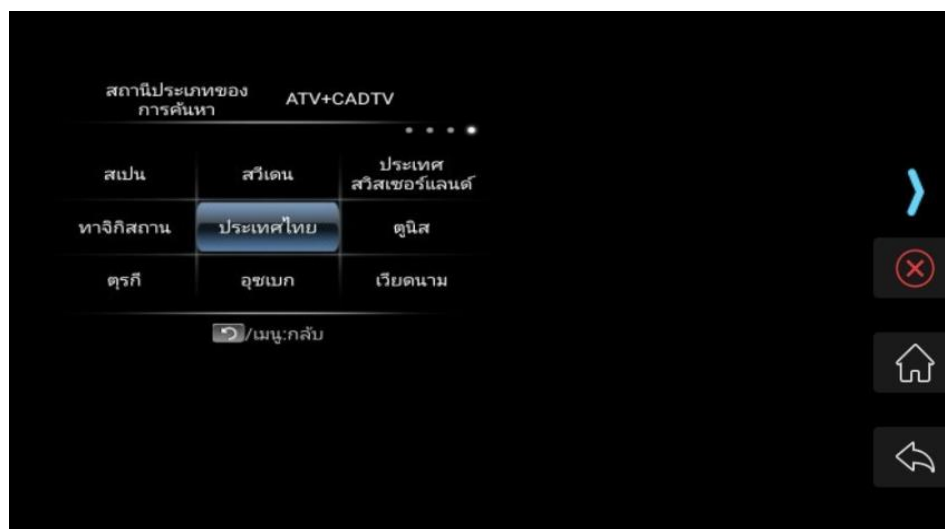 สถานีประเภทของ
การค้นหา
ATV+CADTV
สเปน
สวีเดน
ประเทศ
สวิสเซอร์แลนด์
ทาจิกิสถาน
ประเทศไทย
ตูนิส
ตุรกี
อุซเบก
เวียดนาม
/เมนู:กลับ